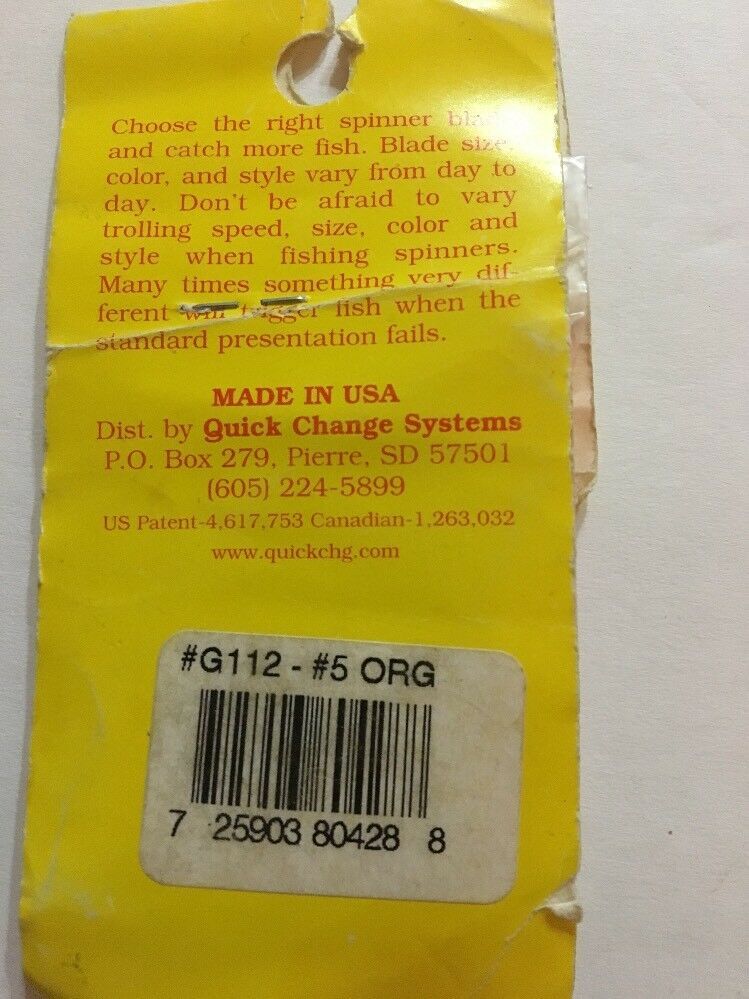 Choose the right spinner blade
and catch more fish. Blade size,
color, and style vary from day to
day. Don't be afraid to vary
trolling speed, size, color and
style when fishing spinners.
Many times something very dif-
ferent will trigger fish when the
standard presentation fails.
MADE IN USA
Dist. by Quick Change Systems
P.O. Box 279, Pierre, SD 57501
(605) 224-5899
US Patent-4,617,753 Canadian-1,263,032
www.quickchg.com
#G112 - #5 ORG
7 25903 80428 8